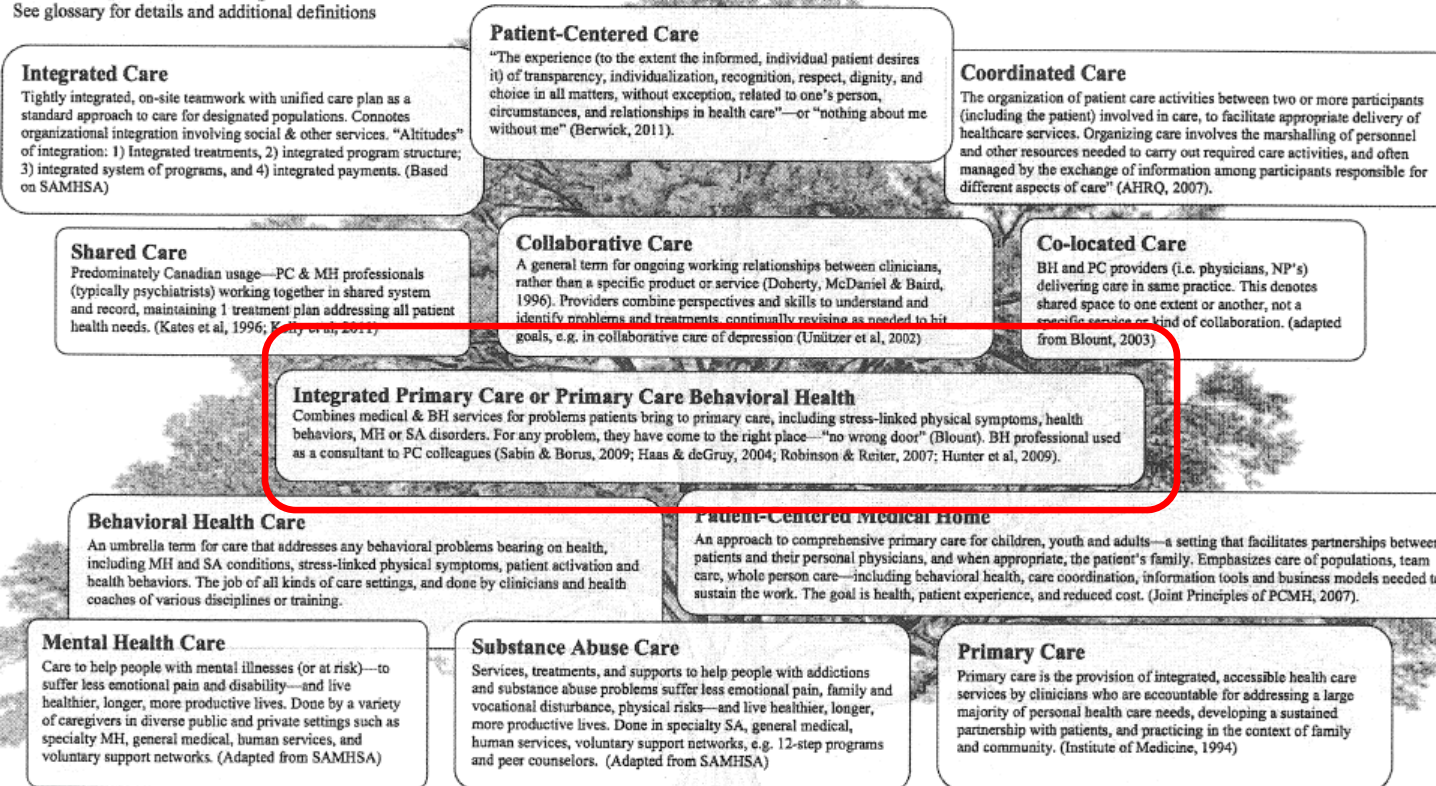 See glossary for details and additional definitions
Patient-Centered Care
"The experience (to the extent the informed, individual patient desires
it) of transparency, individualization, recognition, respect, dignity, and
choice in all matters, without exception, related to one's person,
circumstances, and relationships in health care"—or "nothing about me
without me" (Berwick, 2011).
Integrated Care
Tightly integrated, on-site teamwork with unified care plan as a
standard approach to care for designated populations. Connotes
organizational integration involving social & other services. "Altitudes"
of integration: 1) Integrated treatments, 2) integrated program structure;
3) integrated system of programs, and 4) integrated payments. (Based
on SAMHSA)
Coordinated Care
The organization of patient care activities between two or more participants
(including the patient) involved in care, to facilitate appropriate delivery of
healthcare services. Organizing care involves the marshalling of personnel
and other resources needed to carry out required care activities, and often
managed by the exchange of information among participants responsible for
different aspects of care" (AHRQ, 2007).
Shared Care
Predominately Canadian usage—PC & MH professionals
(typically psychiatrists) working together in shared system
and record, maintaining 1 treatment plan addressing all patient
health needs. (Kates et al, 1996; Kelly et al, 2011)
Collaborative Care
A general term for ongoing working relationships between clinicians,
rather than a specific product or service (Doherty, McDaniel & Baird,
1996). Providers combine perspectives and skills to understand and
identify problems and treatments, continually revising as needed to hit
goals, e.g. in collaborative care of depression (Unützer et al, 2002)
Co-located Care
BH and PC providers (i.e. physicians, NP's)
delivering care in same practice. This denotes
shared space to one extent or another, not a
specific service or kind of collaboration. (adapted
from Blount, 2003)
Integrated Primary Care or Primary Care Behavioral Health
Combines medical & BH services for problems patients bring to primary care, including stress-linked physical symptoms, health
behaviors, MH or SA disorders. For any problem, they have come to the right place—"no wrong door" (Blount). BH professional used
as a consultant to PC colleagues (Sabin & Borus, 2009; Haas & deGruy, 2004; Robinson & Reiter, 2007; Hunter et al, 2009).
Behavioral Health Care
An umbrella term for care that addresses any behavioral problems bearing on health,
including MH and SA conditions, stress-linked physical symptoms, patient activation and
health behaviors. The job of all kinds of care settings, and done by clinicians and health
coaches of various disciplines or training.
Patient-Centered Medical Home
An approach to comprehensive primary care for children, youth and adults—a setting that facilitates partnerships between
patients and their personal physicians, and when appropriate, the patient's family. Emphasizes care of populations, team
care, whole person care—including behavioral health, care coordination, information tools and business models needed to
sustain the work. The goal is health, patient experience, and reduced cost. (Joint Principles of PCMH, 2007).
Mental Health Care
Care to help people with mental illnesses (or at risk)—to
suffer less emotional pain and disability—and live
healthier, longer, more productive lives. Done by a variety
of caregivers in diverse public and private settings such as
specialty MH, general medical, human services, and
voluntary support networks. (Adapted from SAMHSA)
Substance Abuse Care
Services, treatments, and supports to help people with addictions
and substance abuse problems suffer less emotional pain, family and
vocational disturbance, physical risks—and live healthier, longer,
more productive lives. Done in specialty SA, general medical,
human services, voluntary support networks, e.g. 12-step programs
and peer counselors. (Adapted from SAMHSA)
Primary Care
Primary care is the provision of integrated, accessible health care
services by clinicians who are accountable for addressing a large
majority of personal health care needs, developing a sustained
partnership with patients, and practicing in the context of family
and community. (Institute of Medicine, 1994)